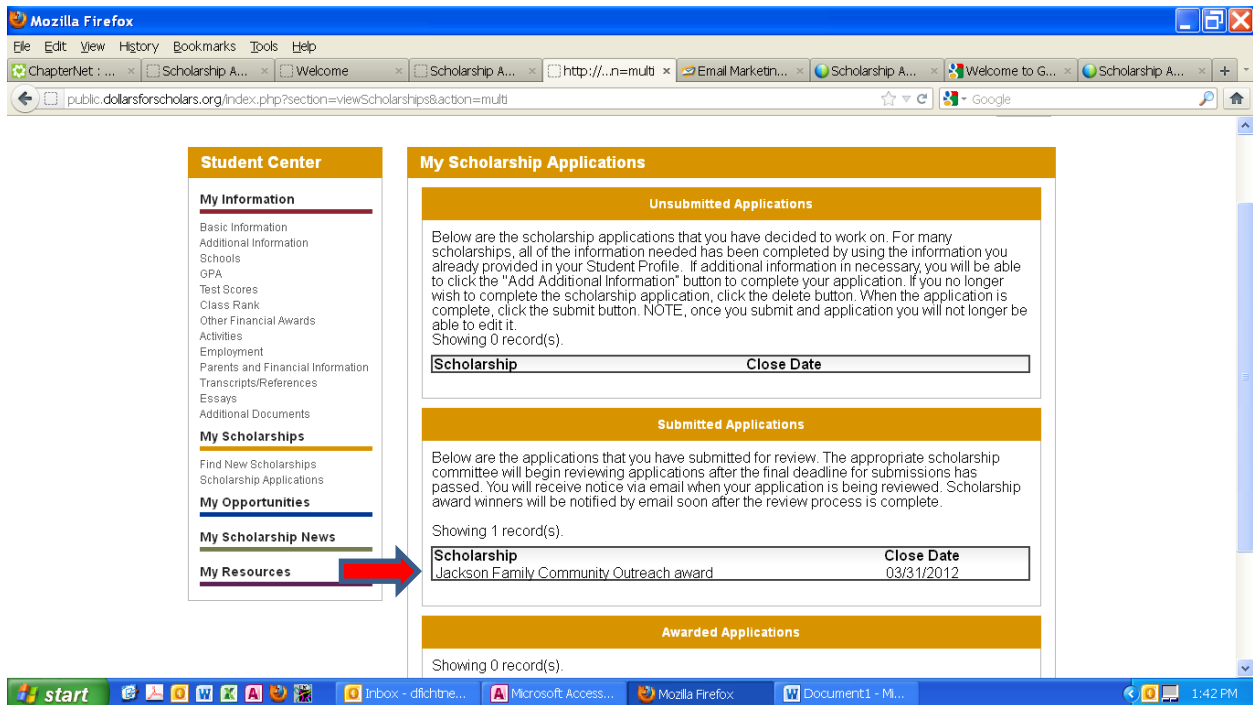 Mozilla Firefox
File Edit View History Bookmarks Tools Help
ChapterNet : ... × Scholarship A... × Welcome × Scholarship A... × http://...n=multi × Email Marketin... × Scholarship A... × Welcome to G... × Scholarship A... × +
public.dollarsforscholars.org/index.php?section=viewScholarships&action=multi Google
Student Center
My Information
Basic Information
Additional Information
Schools
GPA
Test Scores
Class Rank
Other Financial Awards
Activities
Employment
Parents and Financial Information
Transcripts/References
Essays
Additional Documents
My Scholarships
Find New Scholarships
Scholarship Applications
My Opportunities
My Scholarship News
My Resources
My Scholarship Applications
Unsubmitted Applications
Below are the scholarship applications that you have decided to work on. For many
scholarships, all of the information needed has been completed by using the information you
already provided in your Student Profile. If additional information in necessary, you will be able
to click the "Add Additional Information" button to complete your application. If you no longer
wish to complete the scholarship application, click the delete button. When the application is
complete, click the submit button. NOTE, once you submit and application you will not longer be
able to edit it.
Showing 0 record(s).
Scholarship Close Date
Submitted Applications
Below are the applications that you have submitted for review. The appropriate scholarship
committee will begin reviewing applications after the final deadline for submissions has
passed. You will receive notice via email when your application is being reviewed. Scholarship
award winners will be notified by email soon after the review process is complete.
Showing 1 record(s).
Scholarship Close Date
Jackson Family Community Outreach award 03/31/2012
Awarded Applications
Showing 0 record(s).
start Inbox - dfichtne... Microsoft Access... Mozilla Firefox Document1 - Mi... 1:42 PM